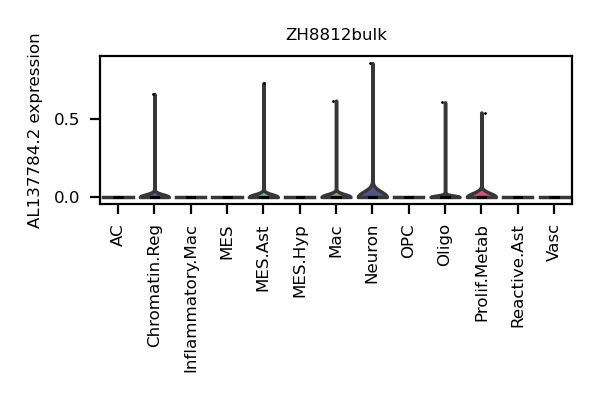 ZH8812bulk
AL137784.2 expression
0.5
0.0
AC
Chromatin.Reg
Inflammatory.Mac
MES
MES.Ast
MES.Hyp
Mac
Neuron
OPC
Oligo
Prolif.Metab
Reactive.Ast
Vasc